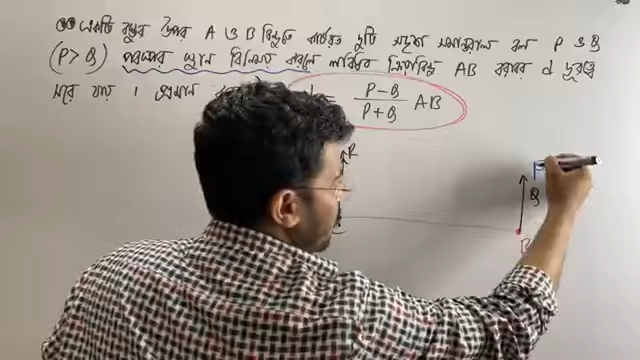 একটি বস্তুর উপর A ও B বিন্দুতে কার্যরত দুটি সদৃশ সমান্তরাল বল P ও Q
(P > Q) পরস্পর স্থান বিনিময় করলে লব্ধির ক্রিয়াবিন্দু AB বরাবর d দূরত্বে
সরে যায়। প্রমাণ = P-Q / P+Q AB
R
Q
B